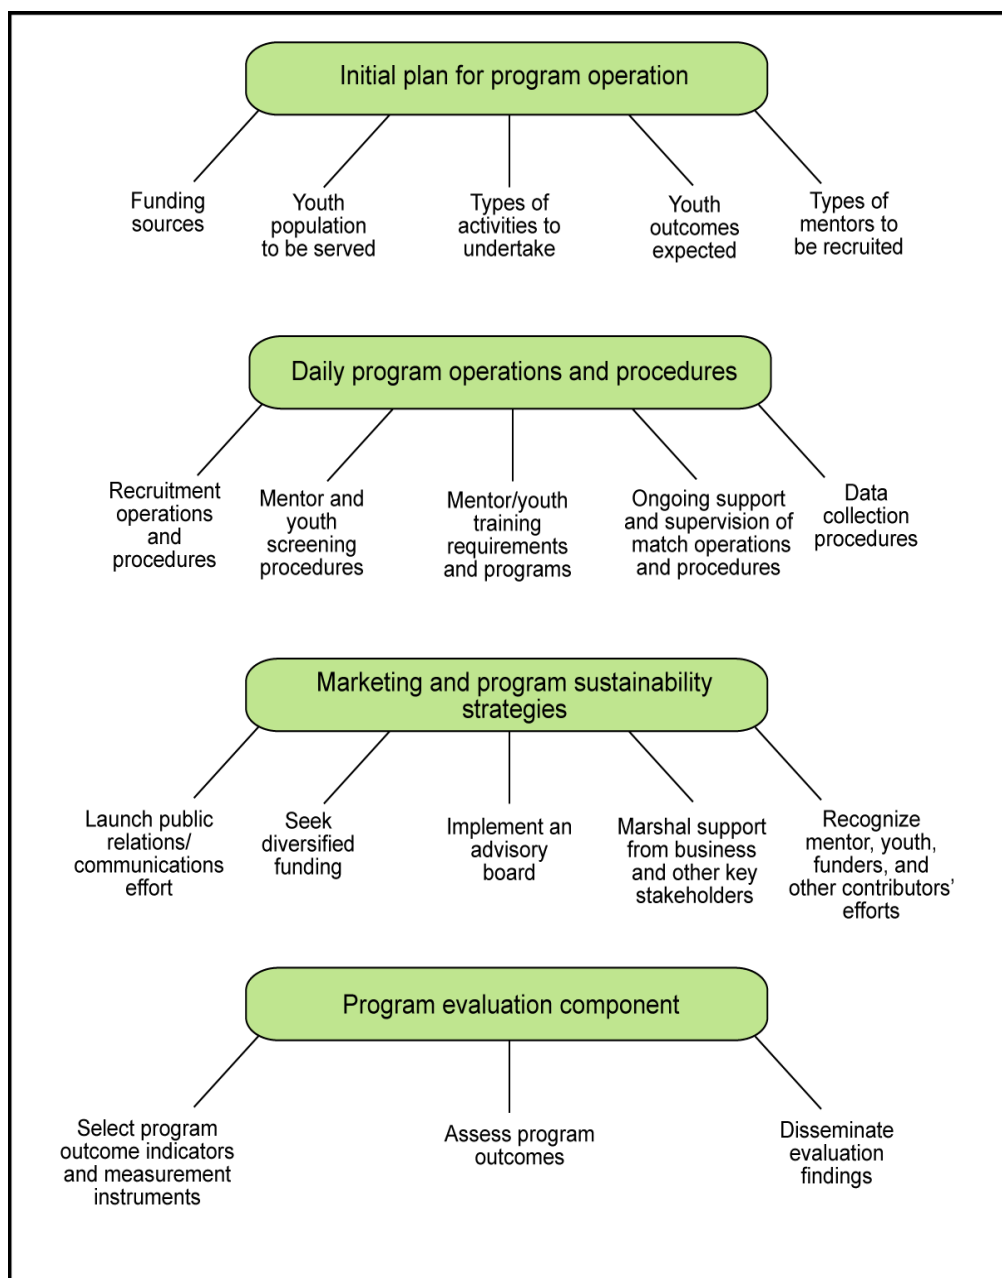 Initial plan for program operation
Funding
sources
Youth
population
to be served
Types of
activities to
undertake
Youth
outcomes
expected
Types of
mentors to
be recruited
Daily program operations and procedures
Recruitment
operations
and
procedures
Mentor and
youth
screening
procedures
Mentor/youth
training
requirements
and programs
Ongoing support
and supervision of
match operations
and procedures
Data
collection
procedures
Marketing and program sustainability
strategies
Launch public
relations/
communications
effort
Seek
diversified
funding
Implement an
advisory
board
Marshal support
from business
and other key
stakeholders
Recognize
mentor, youth,
funders, and
other contributors’
efforts
Program evaluation component
Select program
outcome indicators
and measurement
instruments
Assess program
outcomes
Disseminate
evaluation
findings